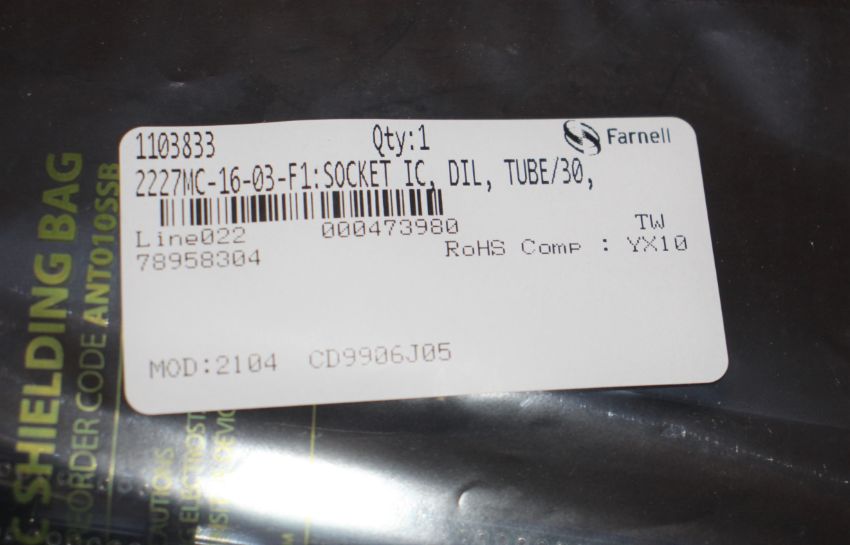 1103833 Qty:1 Farnell
2227MC-16-03-F1:SOCKET IC, DIL, TUBE/30,
Line022 000473980 TW
78958304 RoHS Comp : YX10
MOD:2104 CD9906J05
C SHIELDING BAG
ORDER CODE ANT010SSB